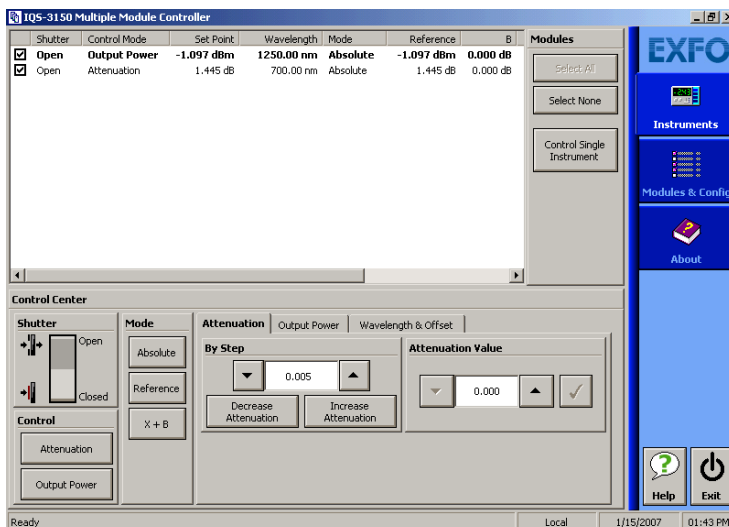 IQS-3150 Multiple Module Controller
Shutter Control Mode Set Point Wavelength Mode Reference B
Open Output Power -1.097 dBm 1250.00 nm Absolute -1.097 dBm 0.000 dB
Open Attenuation 1.445 dB 700.00 nm Absolute 1.445 dB 0.000 dB
Modules
Select All
Select None
Control Single
Instrument
EXFO
Instruments
Modules & Config
About
Control Center
Shutter
Open
Closed
Control
Attenuation
Output Power
Mode
Absolute
Reference
X + B
Attenuation Output Power Wavelength & Offset
By Step
0.005
Decrease
Attenuation
Increase
Attenuation
Attenuation Value
0.000
Help Exit
Ready Local 1/15/2007 01:43 PM